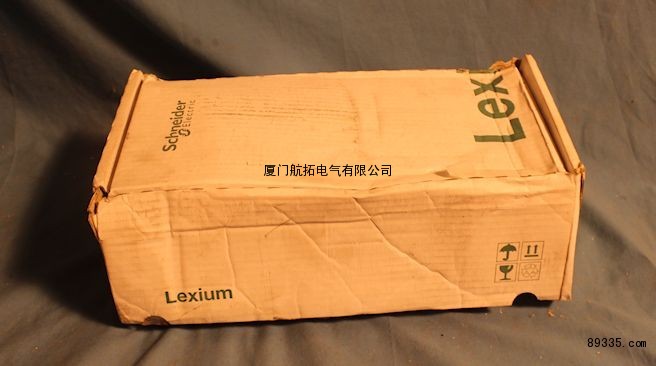 Schneider
Electric
Lex
厦门航拓电气有限公司
Lexium
89335.com